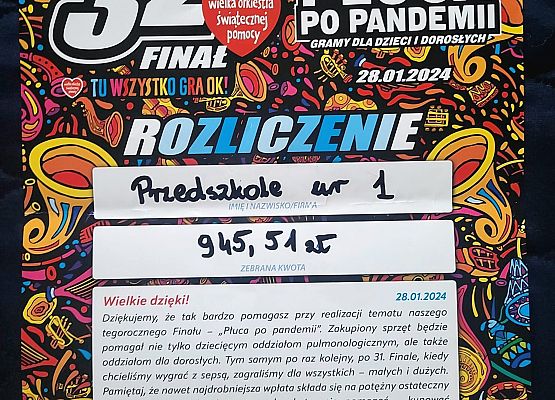 32
wielka orkiestra
świątecznej
pomocy
FINAŁ
PO PANDEMII
GRAMY DLA DZIECI I DOROSŁYCH
28.01.2024
TU WSZYSTKO GRA OK!
ROZLICZENIE
Przedszkole nr 1
IMIĘ I NAZWISKO/FIRMA
945,51 zł
ZEBRANA KWOTA
Wielkie dzięki! 28.01.2024
Dziękujemy, że tak bardzo pomagasz przy realizacji tematu naszego
tegorocznego Finału – „Płuca po pandemii”. Zakupiony sprzęt będzie
pomagał nie tylko dziecięcym oddziałom pulmonologicznym, ale także
oddziałom dla dorosłych. Tym samym po raz kolejny, po 31. Finale, kiedy
chcieliśmy wygrać z sepsą, zagraliśmy dla wszystkich – małych i dużych.
Pamiętaj, że nawet najdrobniejsza wpłata składa się na potężny ostateczny